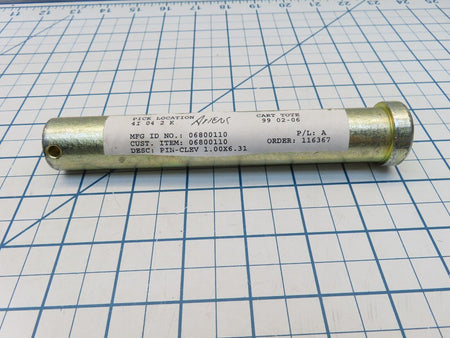 PICK LOCATION CART TOTE
4I 04 2 K Ariens 99 02-06
MFG ID NO.: 06800110 P/L: A
CUST. ITEM: 06800110 ORDER: 116367
DESC: PIN-CLEV 1.00X6.31